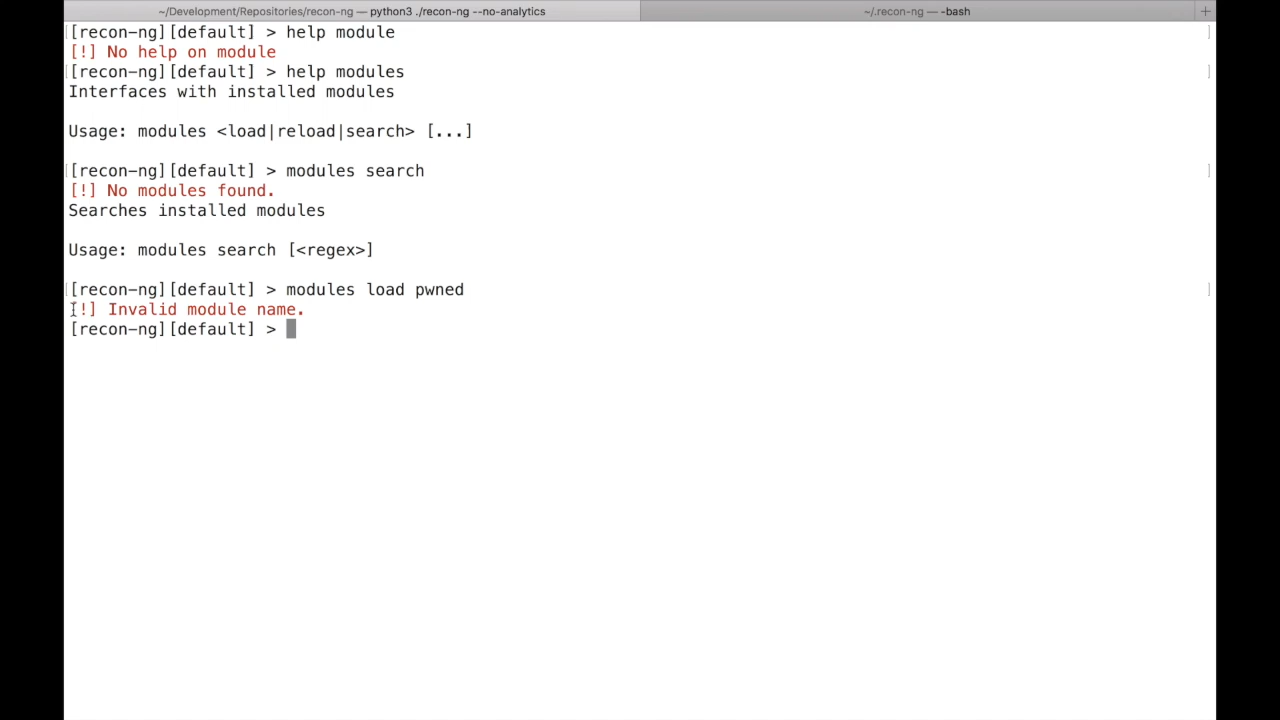 ~/Development/Repositories/recon-ng — python3 ./recon-ng --no-analytics
~/.recon-ng — -bash
+
[recon-ng][default] > help module
[!] No help on module
[recon-ng][default] > help modules
Interfaces with installed modules
Usage: modules <load|reload|search> [...]
[recon-ng][default] > modules search
[!] No modules found.
Searches installed modules
Usage: modules search [<regex>]
[recon-ng][default] > modules load pwned
[!] Invalid module name.
[recon-ng][default] >